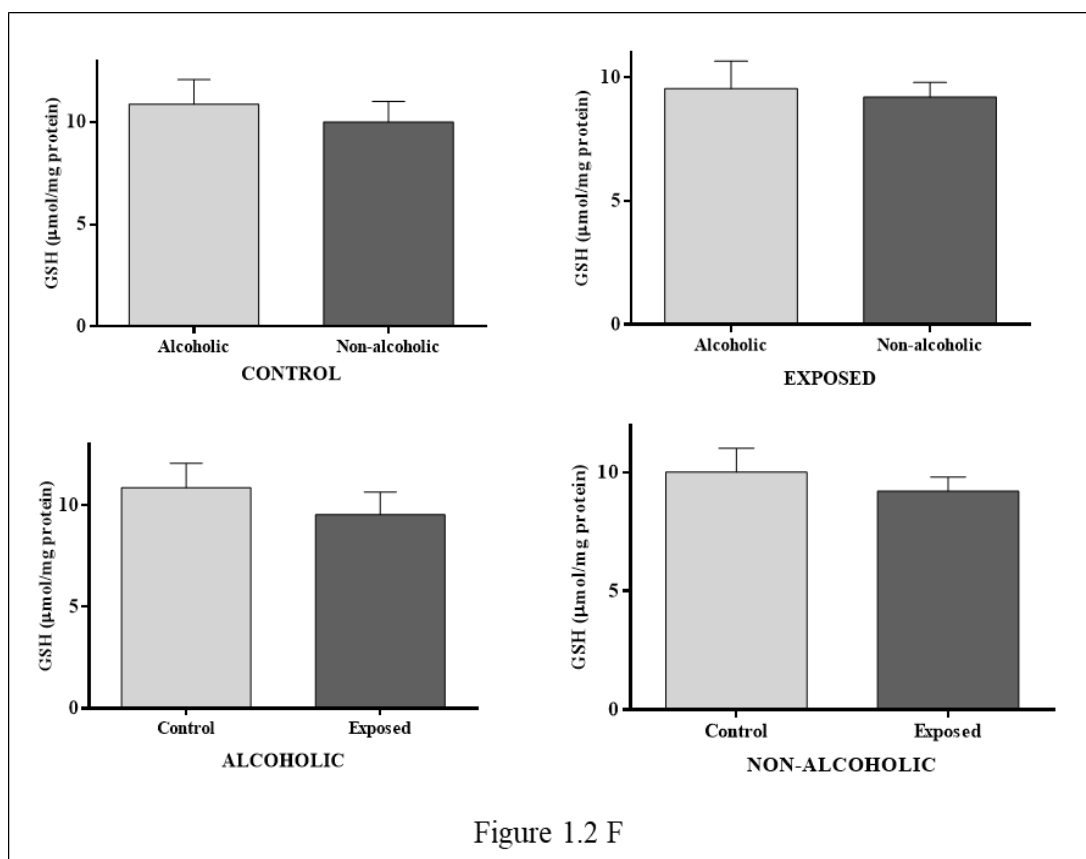 GSH (µmol/mg protein)
10
5
0
Alcoholic Non-alcoholic
CONTROL
GSH (µmol/mg protein)
10
5
0
Alcoholic Non-alcoholic
EXPOSED
GSH (µmol/mg protein)
10
5
0
Control Exposed
ALCOHOLIC
GSH (µmol/mg protein)
10
5
0
Control Exposed
NON-ALCOHOLIC
Figure 1.2 F